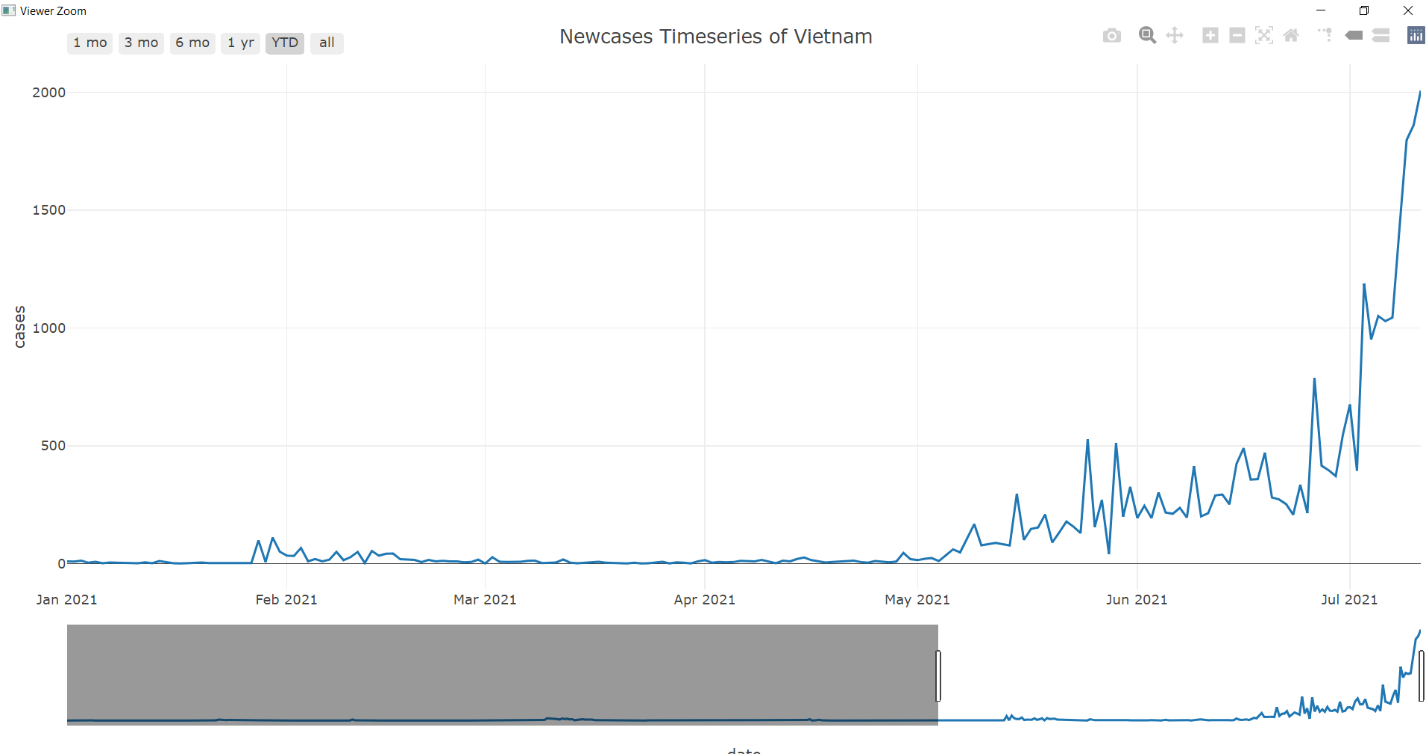 Viewer Zoom
1 mo 3 mo 6 mo 1 yr YTD all
Newcases Timeseries of Vietnam
2000
1500
1000
500
0
cases
Jan 2021 Feb 2021 Mar 2021 Apr 2021 May 2021 Jun 2021 Jul 2021
date